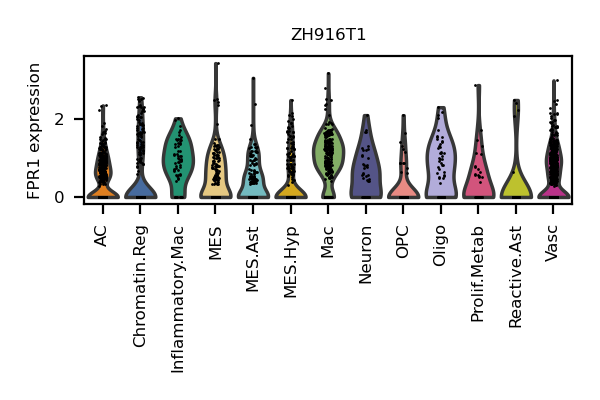 ZH916T1
FPR1 expression
2
0
AC
Chromatin.Reg
Inflammatory.Mac
MES
MES.Ast
MES.Hyp
Mac
Neuron
OPC
Oligo
Prolif.Metab
Reactive.Ast
Vasc